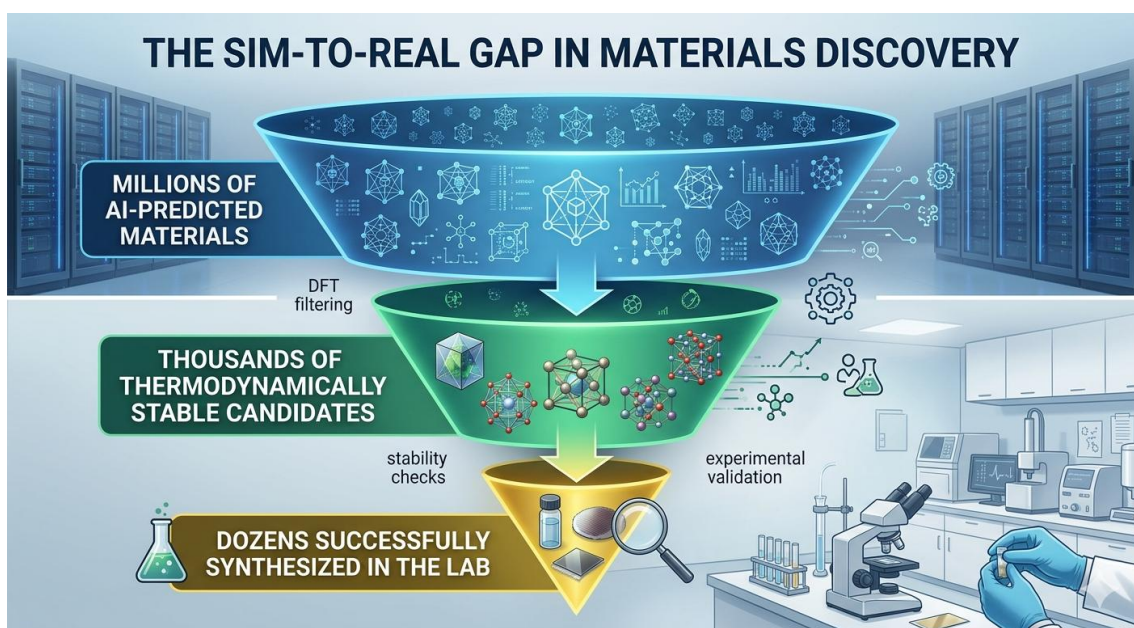 THE SIM-TO-REAL GAP IN MATERIALS DISCOVERY
MILLIONS OF
AI-PREDICTED
MATERIALS
DFT
filtering
THOUSANDS OF
THERMODYNAMICALLY
STABLE CANDIDATES
stability
checks
experimental
validation
DOZENS SUCCESSFULLY
SYNTHESIZED IN THE LAB